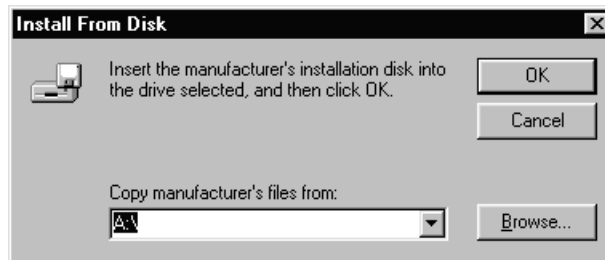 Install From Disk
Insert the manufacturer's installation disk into
the drive selected, and then click OK.
OK
Cancel
Copy manufacturer's files from:
A:\
Browse...